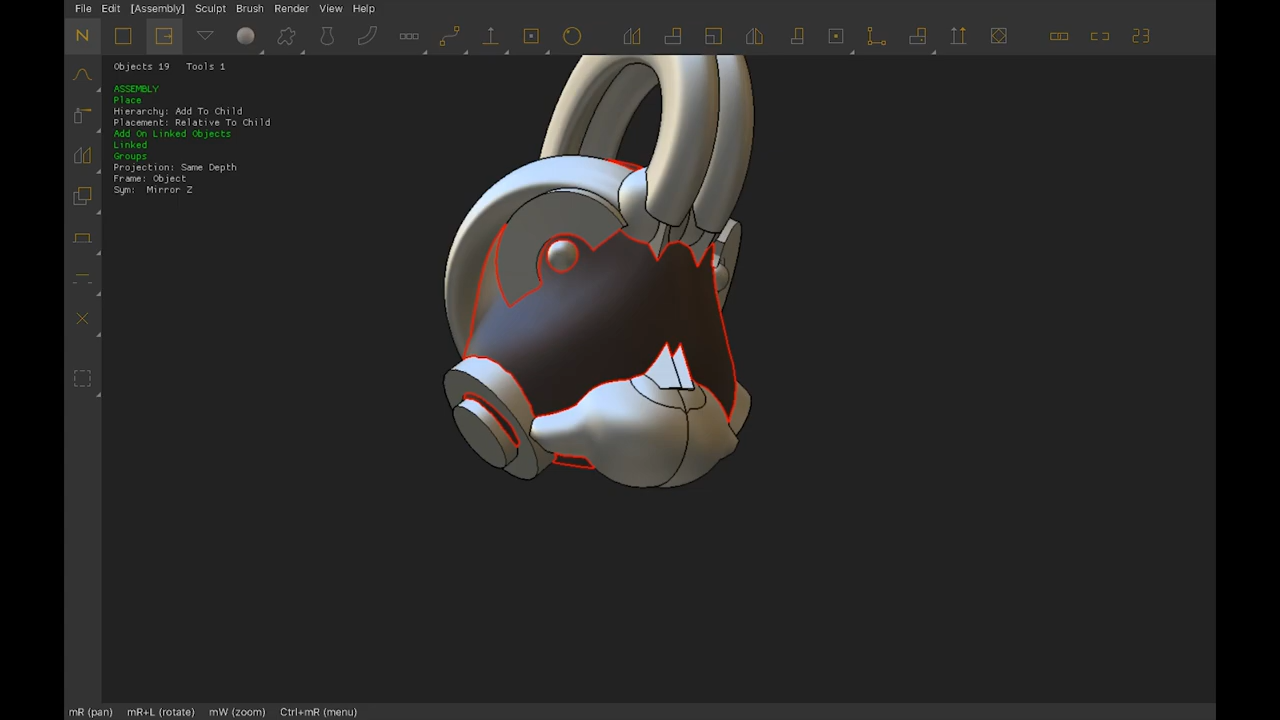 File Edit [Assembly] Sculpt Brush Render View Help
Objects 19 Tools 1
ASSEMBLY
Place
Hierarchy: Add To Child
Placement: Relative To Child
Add On Linked Objects
Linked
Groups
Projection: Same Depth
Frame: Object
Sym: Mirror Z
mR (pan) mR+L (rotate) mW (zoom) Ctrl+mR (menu)